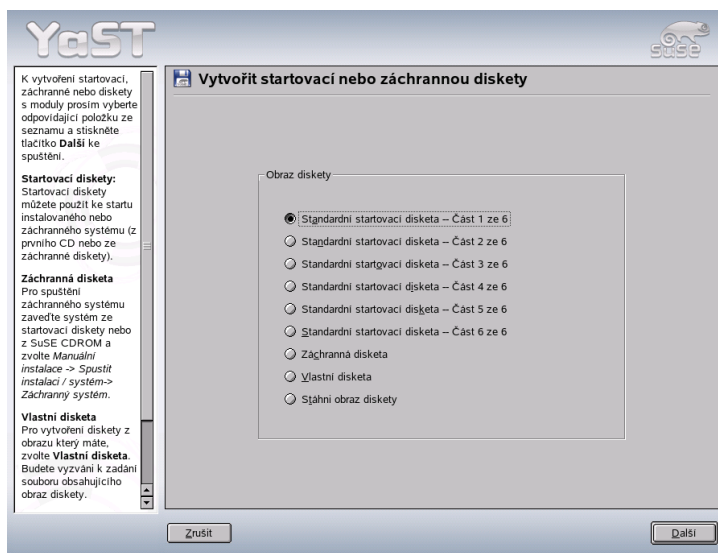 YaST
SUSE
K vytvoření startovací,
záchranné nebo diskety
s moduly prosím vyberte
odpovídající položku ze
seznamu a stiskněte
tlačítko Další ke
spuštění.
Startovací diskety:
Startovací diskety
můžete použít ke startu
instalovaného nebo
záchranného systému (z
prvního CD nebo ze
záchranné diskety).
Záchranná disketa
Pro spuštění
záchranného systému
zaveďte systém ze
startovací diskety nebo
z SuSE CDROM a
zvolte Manuální
instalace -> Spustit
instalaci / systém->
Záchranný systém.
Vlastní disketa
Pro vytvoření diskety z
obrazu který máte,
zvolte Vlastní disketa.
Budete vyzváni k zadání
souboru obsahujícího
obraz diskety.
Vytvořit startovací nebo záchrannou diskety
Obraz diskety
Standardní startovací disketa -- Část 1 ze 6
Standardní startovací disketa -- Část 2 ze 6
Standardní startovací disketa -- Část 3 ze 6
Standardní startovací disketa -- Část 4 ze 6
Standardní startovací disketa -- Část 5 ze 6
Standardní startovací disketa -- Část 6 ze 6
Záchranná disketa
Vlastní disketa
Stáhni obraz diskety
Zrušit
Další